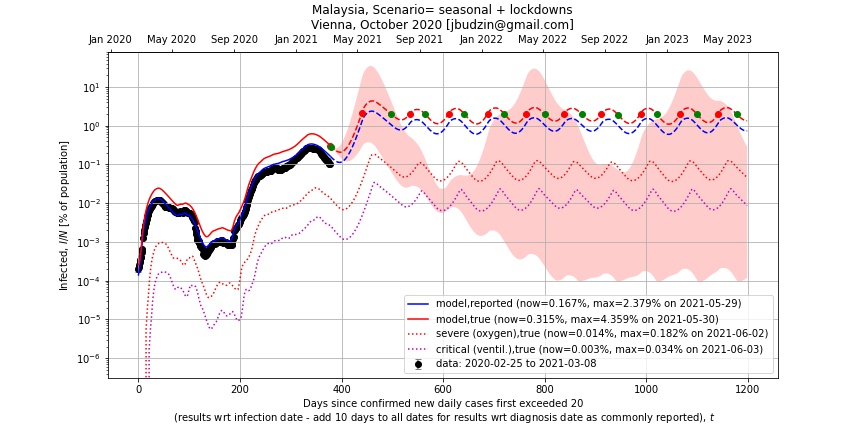 Malaysia, Scenario= seasonal + lockdowns
Vienna, October 2020 [jbudzin@gmail.com]
Jan 2020 May 2020 Sep 2020 Jan 2021 May 2021 Sep 2021 Jan 2022 May 2022 Sep 2022 Jan 2023 May 2023
Infected, I/N [% of population]
10¹
10⁰
10⁻¹
10⁻²
10⁻³
10⁻⁴
10⁻⁵
10⁻⁶
model,reported (now=0.167%, max=2.379% on 2021-05-29)
model,true (now=0.315%, max=4.359% on 2021-05-30)
severe (oxygen),true (now=0.014%, max=0.182% on 2021-06-02)
critical (ventil.),true (now=0.003%, max=0.034% on 2021-06-03)
data: 2020-02-25 to 2021-03-08
0 200 400 600 800 1000 1200
Days since confirmed new daily cases first exceeded 20
(results wrt infection date - add 10 days to all dates for results wrt diagnosis date as commonly reported), t